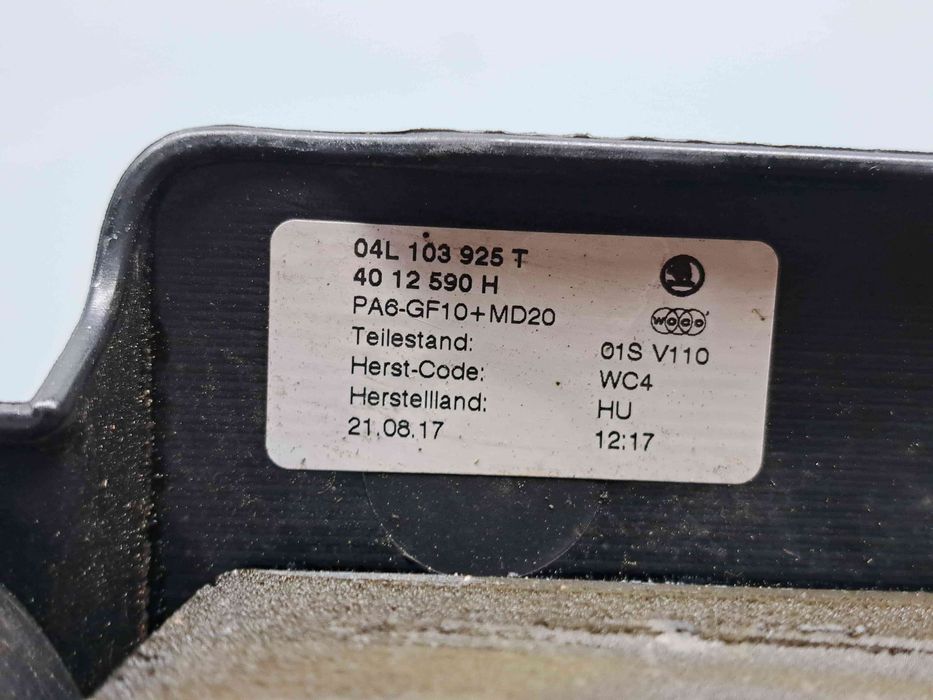 04L 103 925 T
40 12 590 H
PA6-GF10+MD20
WOCO
Teilestand: 01S V110
Herst-Code: WC4
Herstellland: HU
21.08.17 12:17